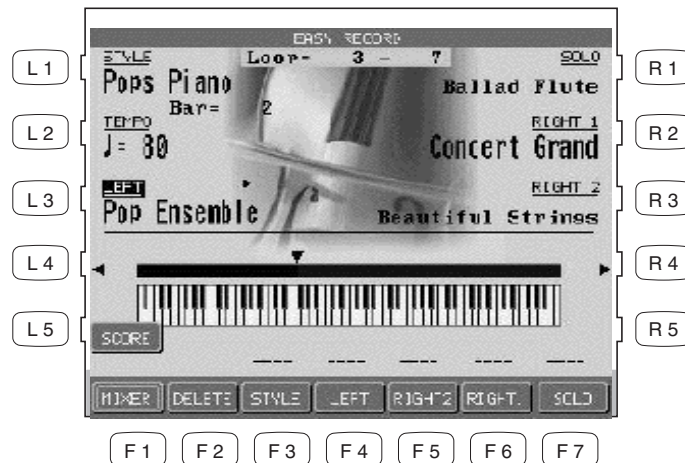 EASY RECORD
STYLE Loop= 3 - 7 SOLO
L 1 Pops Piano Ballad Flute R 1
Bar= 2
TEMPO RIGHT 1
L 2 ♩= 80 Concert Grand R 2
LEFT RIGHT 2
L 3 Pop Ensemble Beautiful Strings R 3
L 4 R 4
L 5 R 5
SCORE
---- ---- ---- ---- ----
MIXER DELETE STYLE LEFT RIGHT2 RIGHT1 SOLO
F 1 F 2 F 3 F 4 F 5 F 6 F 7